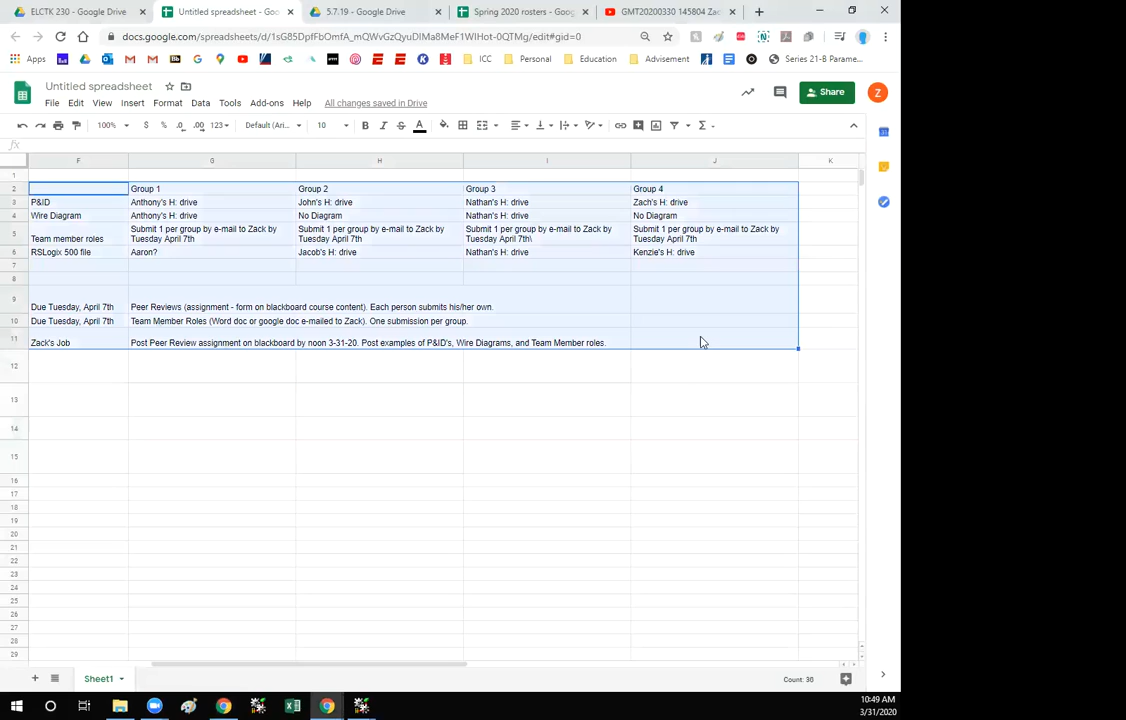 ELCTK 230 - Google Drive
Untitled spreadsheet - Goo
5.7.19 - Google Drive
Spring 2020 rosters - Goog
GMT20200330 145804 Zac
docs.google.com/spreadsheets/d/1sG85DpfFbOmfA_mQWvGzQyuDIMa8MeF1WIHot-0QTMg/edit#gid=0
Apps
ICC
Personal
Education
Advisement
Series 21-B Parame...
Untitled spreadsheet
File Edit View Insert Format Data Tools Add-ons Help All changes saved in Drive
Share
Z
100% $ % .0 .00 123 Default (Ari... 10 B I S A
fx
F G H I J K
1
2 Group 1 Group 2 Group 3 Group 4
3 P&ID Anthony's H: drive John's H: drive Nathan's H: drive Zach's H: drive
4 Wire Diagram Anthony's H: drive No Diagram Nathan's H: drive No Diagram
Submit 1 per group by e-mail to Zack by Submit 1 per group by e-mail to Zack by Submit 1 per group by e-mail to Zack by Submit 1 per group by e-mail to Zack by
5 Team member roles Tuesday April 7th Tuesday April 7th Tuesday April 7th\ Tuesday April 7th
6 RSLogix 500 file Aaron? Jacob's H: drive Nathan's H: drive Kenzie's H: drive
7
8
9 Due Tuesday, April 7th Peer Reviews (assignment - form on blackboard course content). Each person submits his/her own.
10 Due Tuesday, April 7th Team Member Roles (Word doc or google doc e-mailed to Zack). One submission per group.
11 Zack's Job Post Peer Review assignment on blackboard by noon 3-31-20. Post examples of P&ID's, Wire Diagrams, and Team Member roles.
12
13
14
15
16
17
18
19
20
21
22
23
24
25
26
27
28
29
Sheet1
Count: 30
10:49 AM
3/31/2020